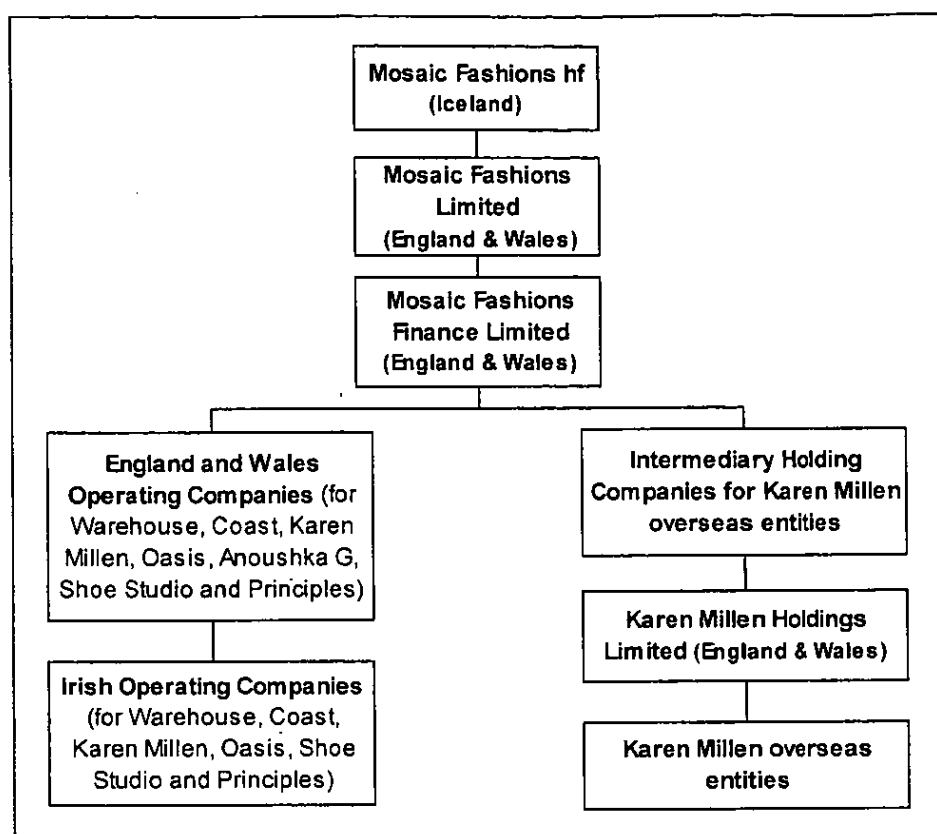 Mosaic Fashions hf
(Iceland)
Mosaic Fashions
Limited
(England & Wales)
Mosaic Fashions
Finance Limited
(England & Wales)
England and Wales
Operating Companies (for
Warehouse, Coast, Karen
Millen, Oasis, Anoushka G,
Shoe Studio and Principles)
Irish Operating Companies
(for Warehouse, Coast,
Karen Millen, Oasis, Shoe
Studio and Principles)
Intermediary Holding
Companies for Karen Millen
overseas entities
Karen Millen Holdings
Limited (England & Wales)
Karen Millen overseas
entities